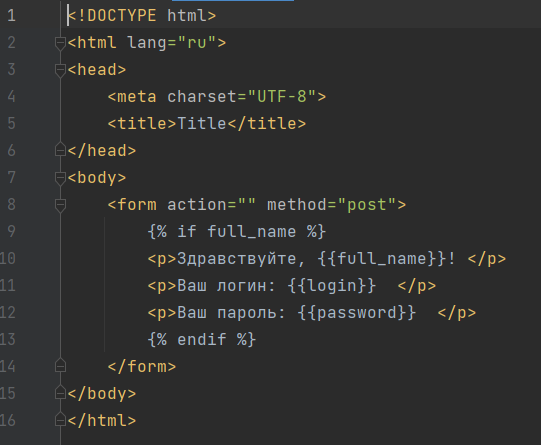 1 <!DOCTYPE html>
2 <html lang="ru">
3 <head>
4     <meta charset="UTF-8">
5     <title>Title</title>
6 </head>
7 <body>
8     <form action="" method="post">
9         {% if full_name %}
10         <p>Здравствуйте, {{full_name}}! </p>
11         <p>Ваш логин: {{login}}  </p>
12         <p>Ваш пароль: {{password}}  </p>
13         {% endif %}
14     </form>
15 </body>
16 </html>